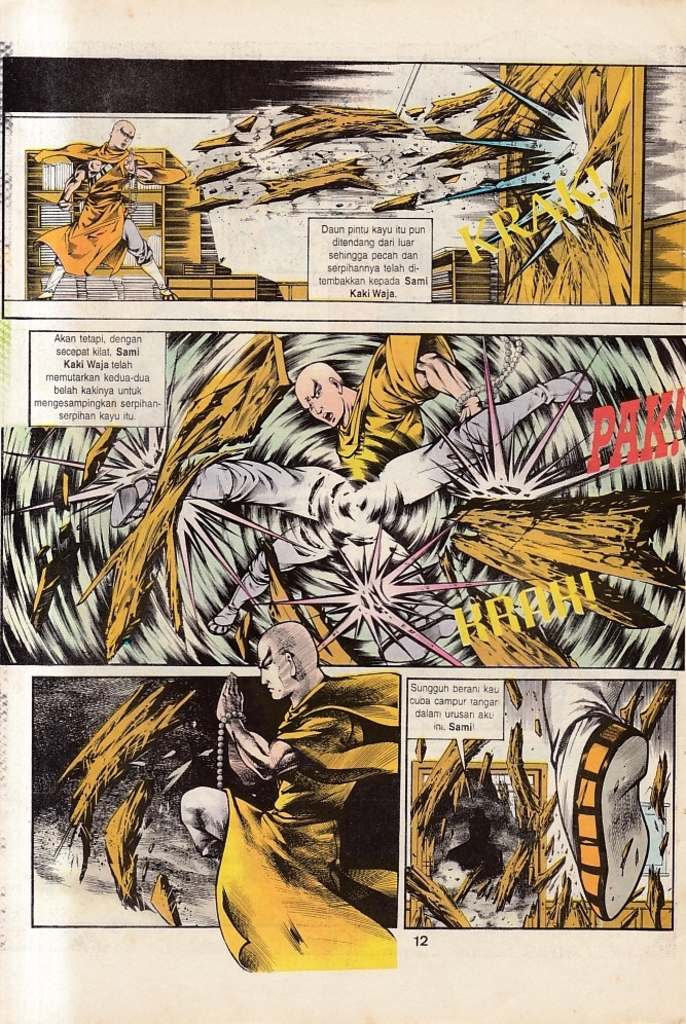 KRAK!
Daun pintu kayu itu pun
ditendang dari luar
sehingga pecah dan
serpihannya telah di-
tembakkan kepada Sami
Kaki Waja.
Akan tetapi, dengan
secepat kilat, Sami
Kaki Waja telah
memutarkan kedua-dua
belah kakinya untuk
mengesampingkan serpihan-
serpihan kayu itu.
PAK!
KRAK!
Sungguh berani kau
cuba campur tangan
dalam urusan aku
ini, Sami!
12